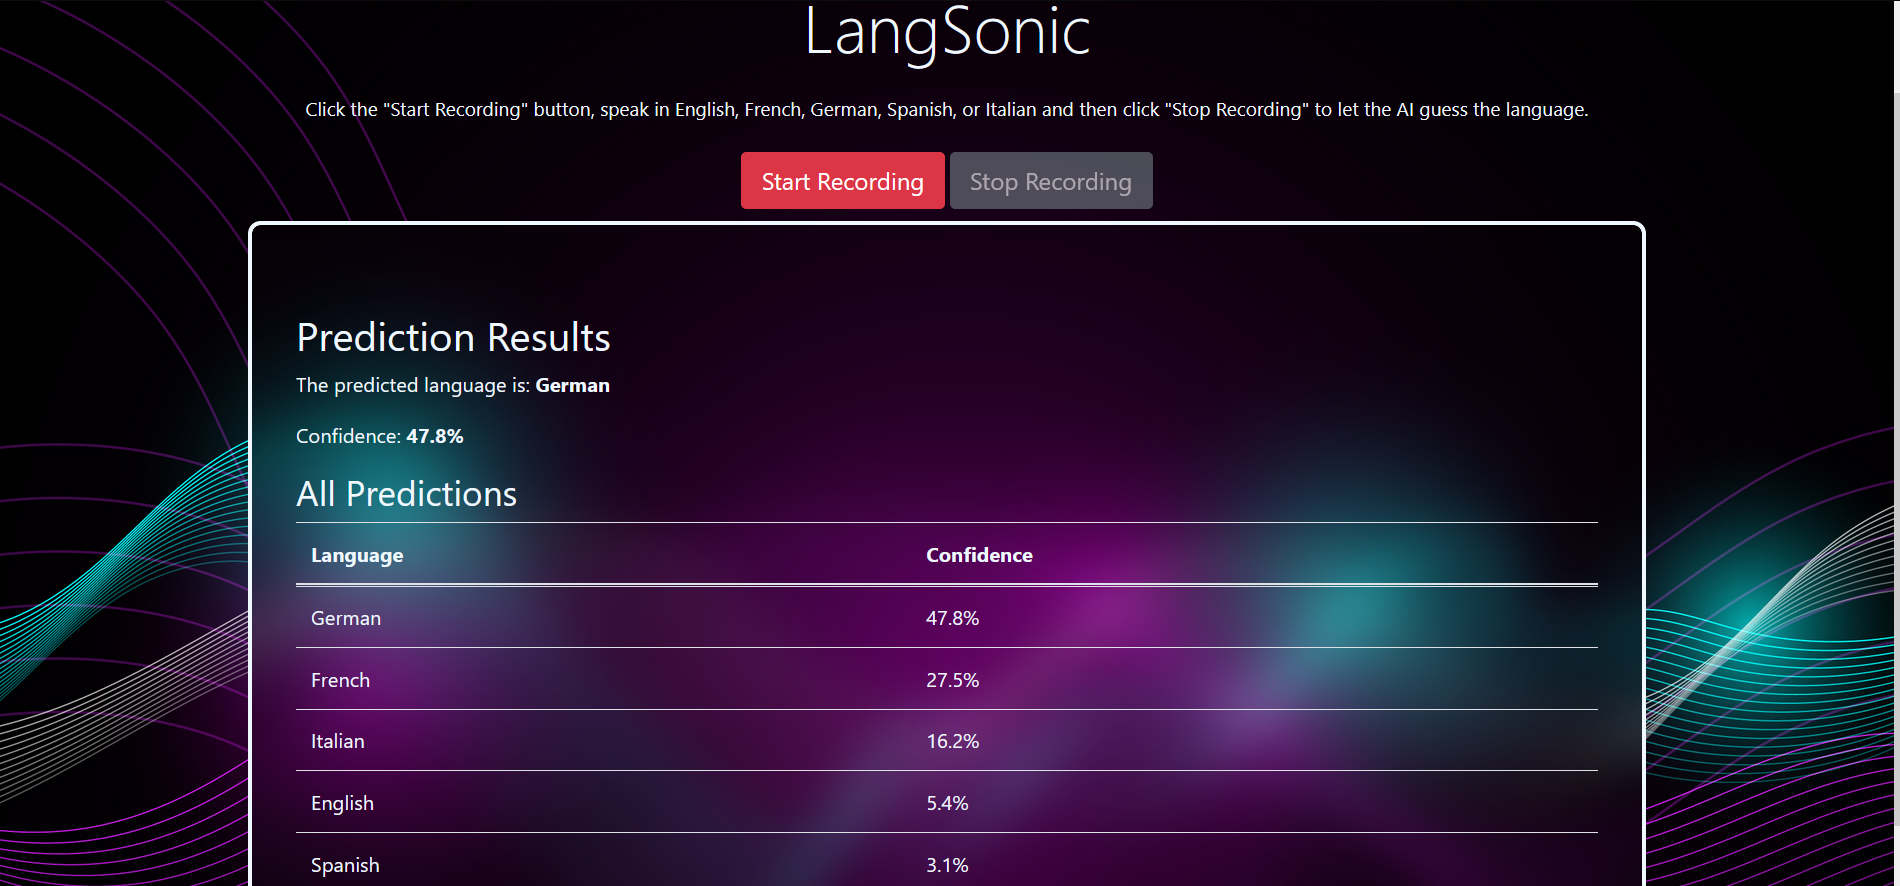 LangSonic
Click the "Start Recording" button, speak in English, French, German, Spanish, or Italian and then click "Stop Recording" to let the AI guess the language.
Start Recording Stop Recording
Prediction Results
The predicted language is: German
Confidence: 47.8%
All Predictions
Language Confidence
German 47.8%
French 27.5%
Italian 16.2%
English 5.4%
Spanish 3.1%